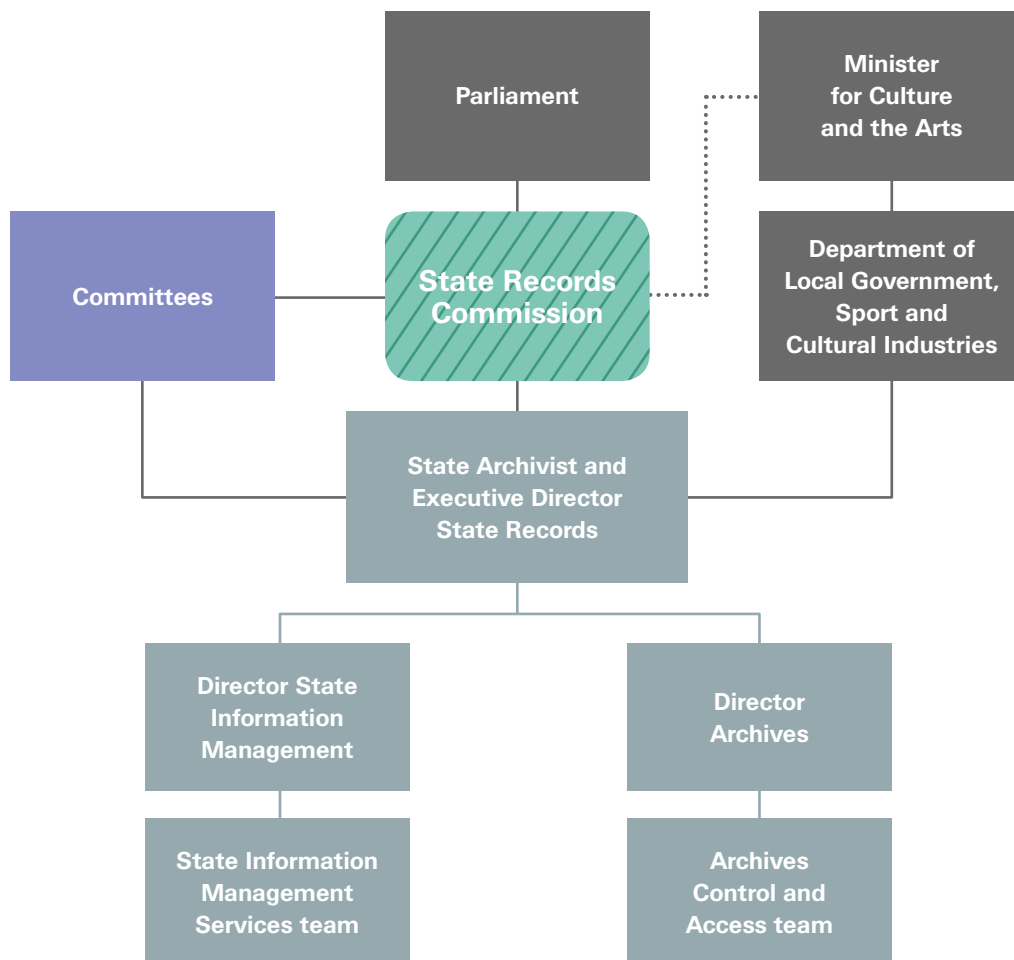 Parliament
Minister
for Culture
and the Arts
Committees
State Records
Commission
Department of
Local Government,
Sport and
Cultural Industries
State Archivist and
Executive Director
State Records
Director State
Information
Management
Director
Archives
State Information
Management
Services team
Archives
Control and
Access team